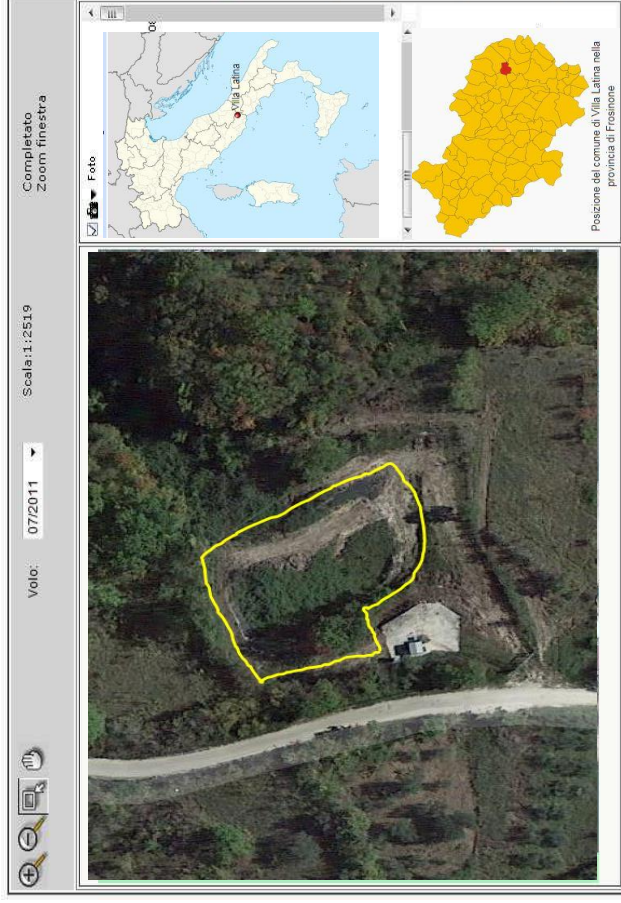 Volo:
07/2011
Scala:1:2519
Completato
Zoom finestra
Foto
Villa Latina
Posizione del comune di Villa Latina nella
provincia di Frosinone